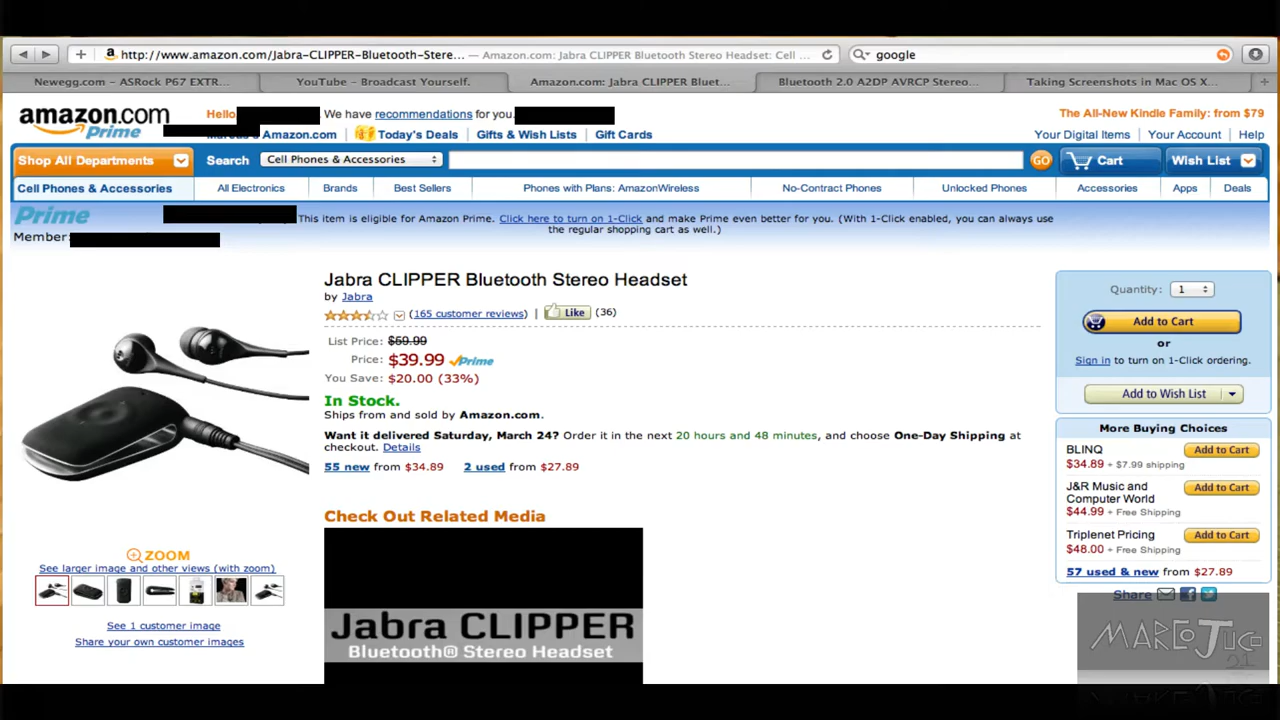 http://www.amazon.com/Jabra-CLIPPER-Bluetooth-Stere... — Amazon.com: Jabra CLIPPER Bluetooth Stereo Headset: Cell ... google
Newegg.com – ASRock P67 EXTR... YouTube – Broadcast Yourself. Amazon.com: Jabra CLIPPER Bluet... Bluetooth 2.0 A2DP AVRCP Stereo... Taking Screenshots in Mac OS X...
amazon.com Prime
Hello, We have recommendations for you.
The All-New Kindle Family: from $79
Amazon.com Today's Deals Gifts & Wish Lists Gift Cards
Your Digital Items Your Account Help
Shop All Departments Search Cell Phones & Accessories GO Cart Wish List
Cell Phones & Accessories All Electronics Brands Best Sellers Phones with Plans: AmazonWireless No-Contract Phones Unlocked Phones Accessories Apps Deals
Prime
This item is eligible for Amazon Prime. Click here to turn on 1-Click and make Prime even better for you. (With 1-Click enabled, you can always use
the regular shopping cart as well.)
Member:
Jabra CLIPPER Bluetooth Stereo Headset
by Jabra
(165 customer reviews) | Like (36)
List Price: $59.99
Price: $39.99 Prime
You Save: $20.00 (33%)
In Stock.
Ships from and sold by Amazon.com.
Want it delivered Saturday, March 24? Order it in the next 20 hours and 48 minutes, and choose One-Day Shipping at
checkout. Details
55 new from $34.89 2 used from $27.89
Check Out Related Media
Jabra CLIPPER
Bluetooth® Stereo Headset
ZOOM
See larger image and other views (with zoom)
See 1 customer image
Share your own customer images
Quantity: 1
Add to Cart
or
Sign in to turn on 1-Click ordering.
Add to Wish List
More Buying Choices
BLINQ Add to Cart
$34.89 + $7.99 shipping
J&R Music and
Computer World Add to Cart
$44.99 + Free Shipping
Triplenet Pricing Add to Cart
$48.00 + Free Shipping
57 used & new from $27.89
Share
21